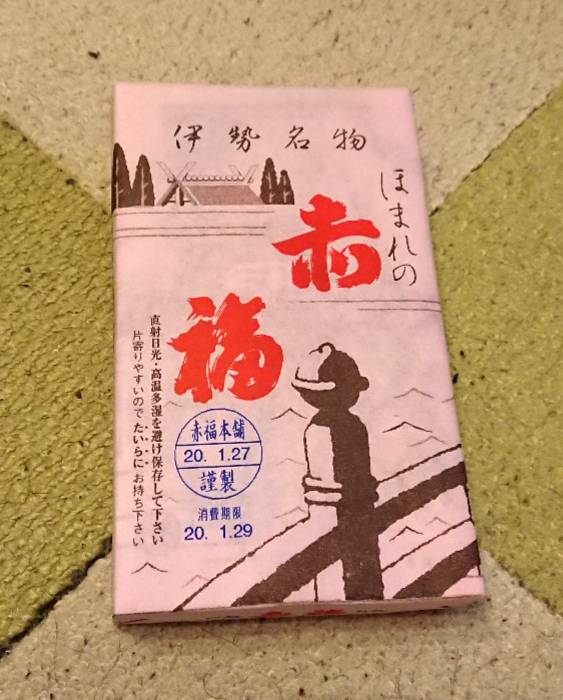 伊勢名物
ほまれの
赤
福
直射日光・高温多湿を避け保存して下さい
片寄りやすいのでたいらにお持ち下さい
赤福本舗
20. 1.27
謹製
消費期限
20. 1.29